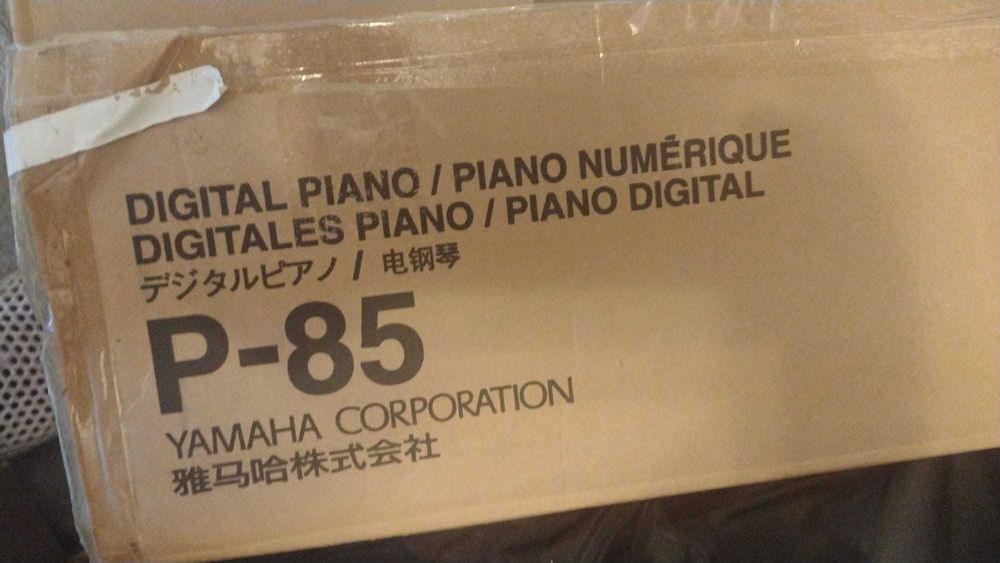 DIGITAL PIANO / PIANO NUMÉRIQUE
DIGITALES PIANO / PIANO DIGITAL
デジタルピアノ / 电钢琴
P-85
YAMAHA CORPORATION
雅马哈株式会社